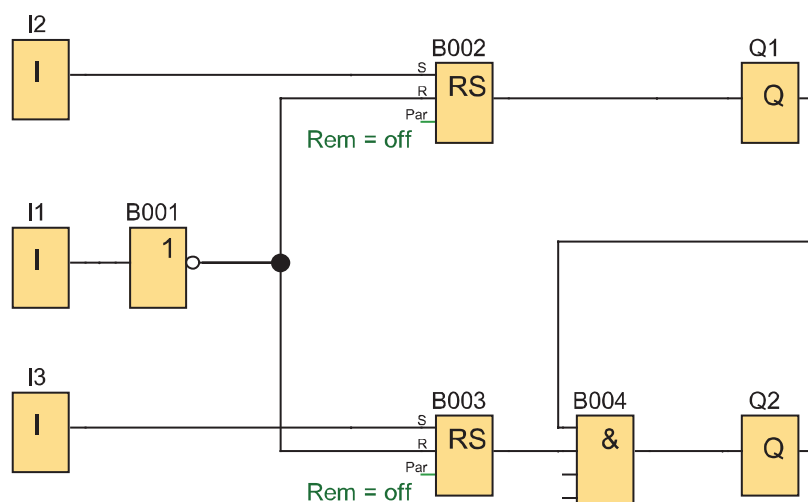 I2
I
B002
S
R
Par
RS
Rem = off
Q1
Q
I1
I
B001
1
I3
I
B003
S
R
Par
RS
Rem = off
B004
&
Q2
Q